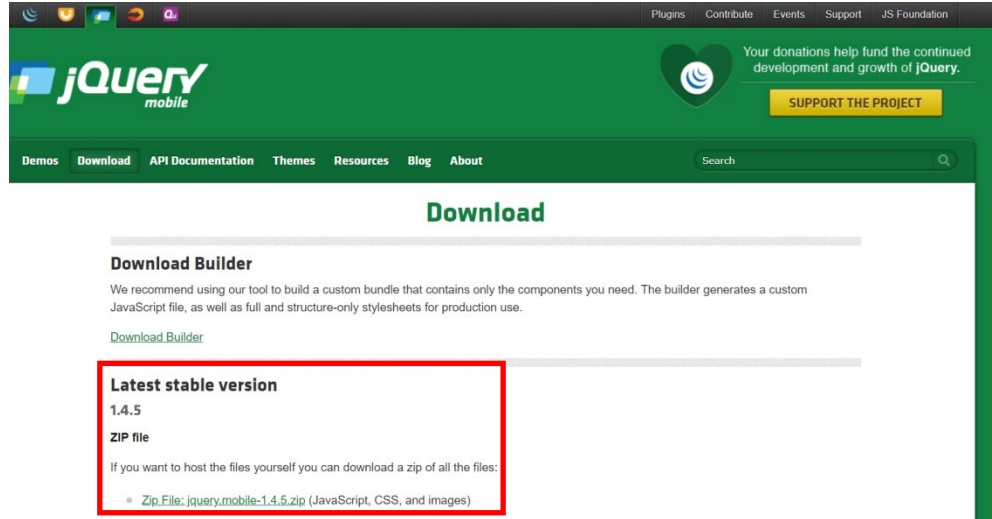 Plugins Contribute Events Support JS Foundation
jQuery
mobile
Your donations help fund the continued
development and growth of jQuery.
SUPPORT THE PROJECT
Demos Download API Documentation Themes Resources Blog About Search
Download
Download Builder
We recommend using our tool to build a custom bundle that contains only the components you need. The builder generates a custom
JavaScript file, as well as full and structure-only stylesheets for production use.
Download Builder
Latest stable version
1.4.5
ZIP file
If you want to host the files yourself you can download a zip of all the files:
Zip File: jquery.mobile-1.4.5.zip (JavaScript, CSS, and images)